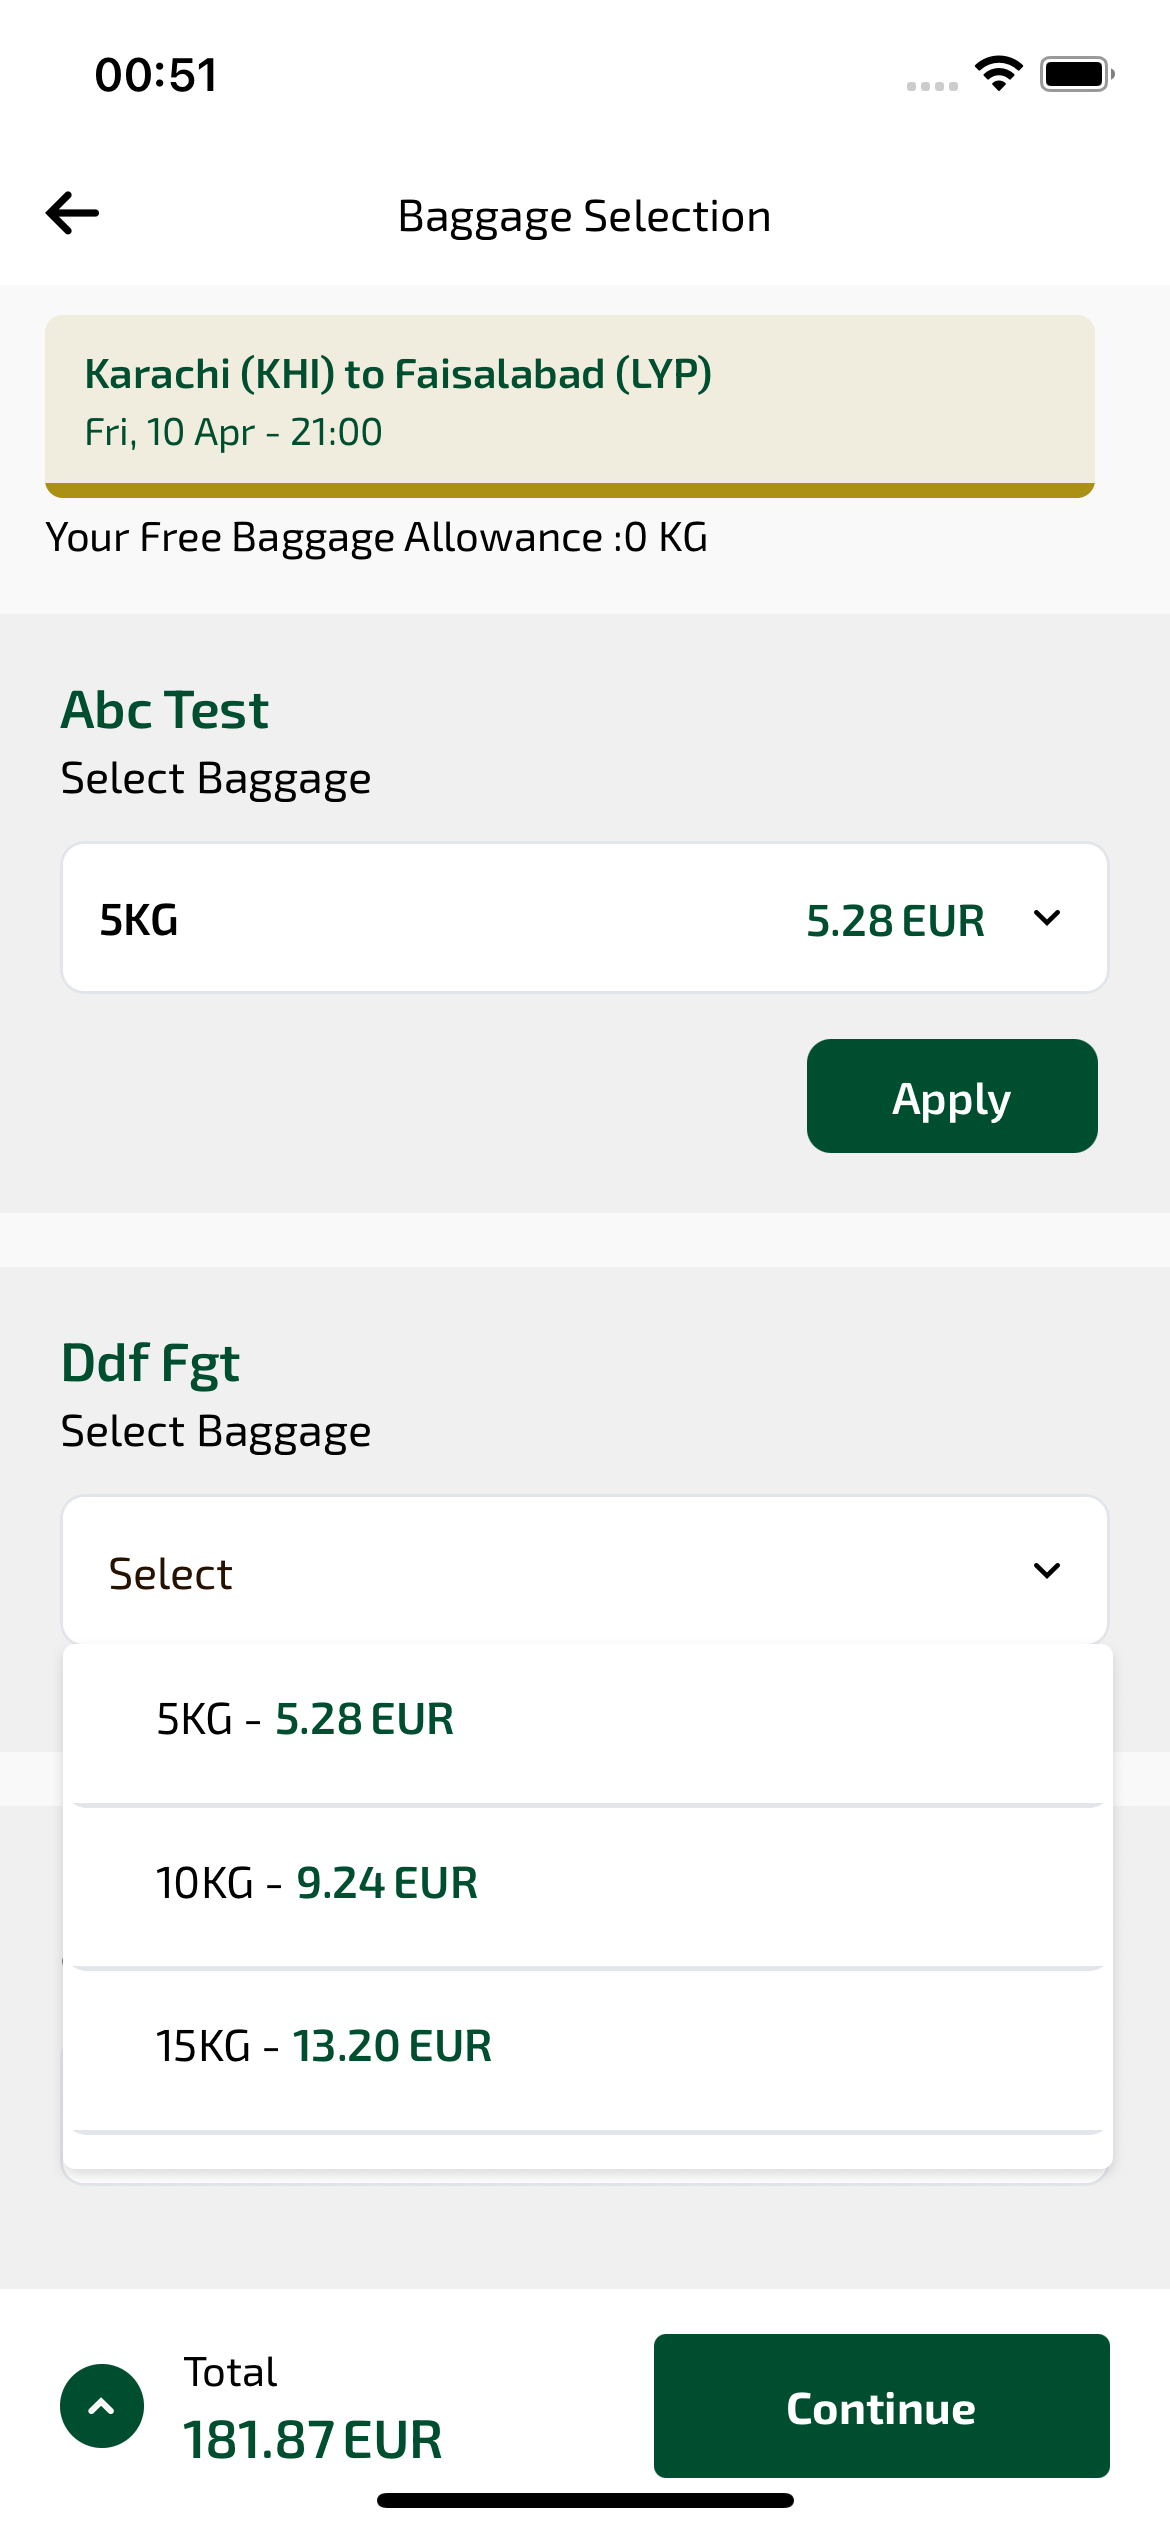 00:51
Baggage Selection
Karachi (KHI) to Faisalabad (LYP)
Fri, 10 Apr - 21:00
Your Free Baggage Allowance :0 KG
Abc Test
Select Baggage
5KG 5.28 EUR
Apply
Ddf Fgt
Select Baggage
Select
5KG - 5.28 EUR
10KG - 9.24 EUR
15KG - 13.20 EUR
Total
181.87 EUR
Continue